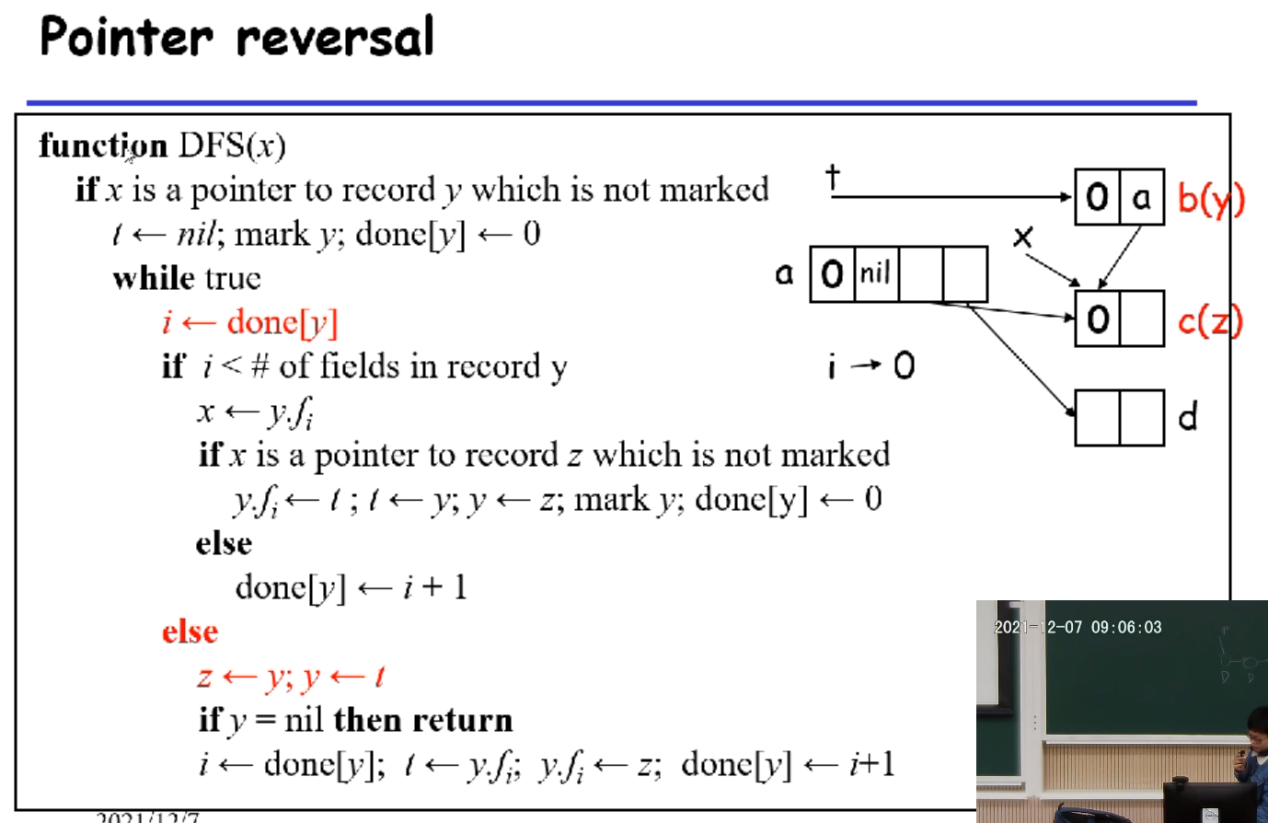 Pointer reversal
function DFS(x)
if x is a pointer to record y which is not marked
t ← nil; mark y; done[y] ← 0
while true
i ← done[y]
if i < # of fields in record y
x ← y.fᵢ
if x is a pointer to record z which is not marked
y.fᵢ ← t ; t ← y; y ← z; mark y; done[y] ← 0
else
done[y] ← i + 1
else
z ← y; y ← t
if y = nil then return
i ← done[y]; t ← y.fᵢ; y.fᵢ ← z; done[y] ← i+1
t
0 a b(y)
x
a 0 nil
0 c(z)
i → 0
d
2021-12-07 09:06:03
2021/12/7